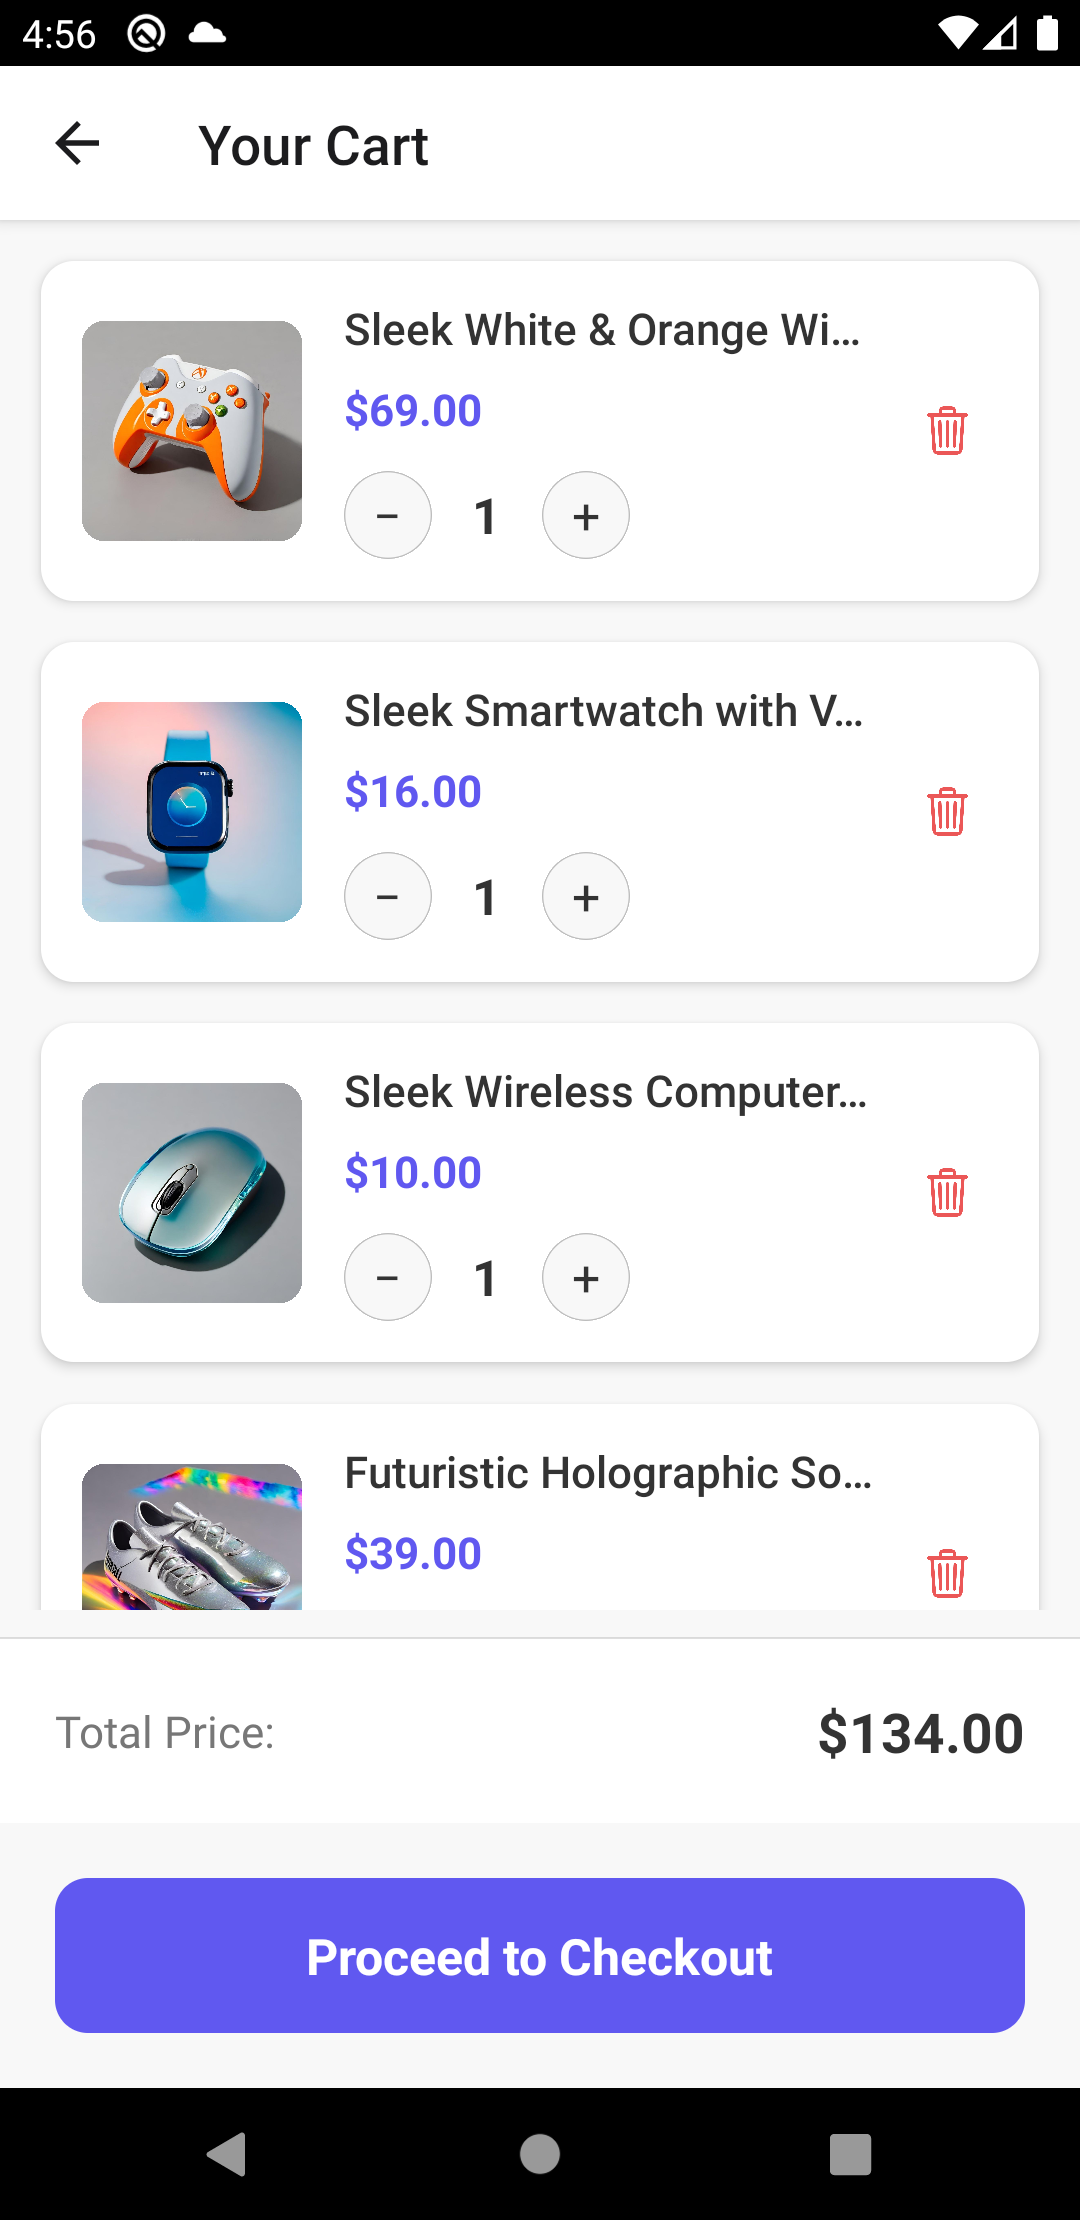 4:56
Your Cart
Sleek White & Orange Wi...
$69.00
− 1 +
Sleek Smartwatch with V...
$16.00
− 1 +
Sleek Wireless Computer...
$10.00
− 1 +
Futuristic Holographic So...
$39.00
Total Price:
$134.00
Proceed to Checkout